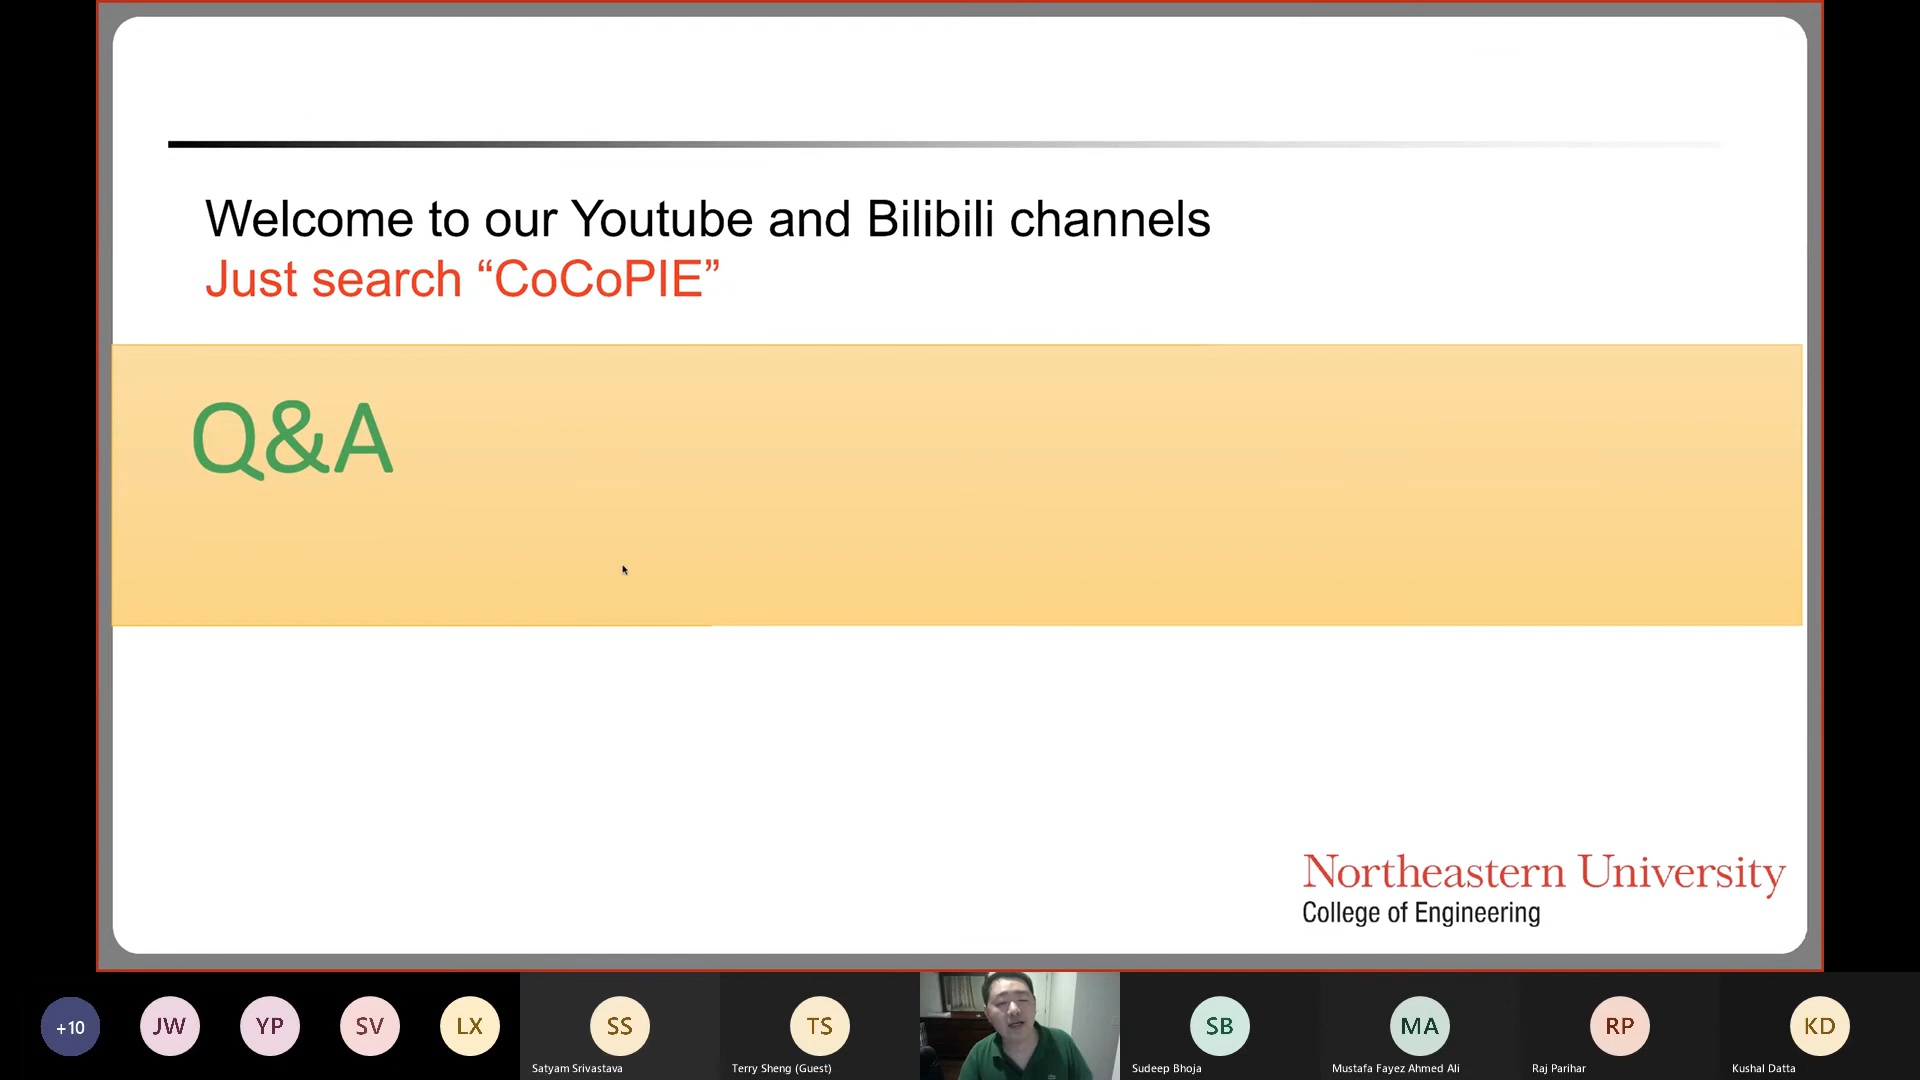 Welcome to our Youtube and Bilibili channels
Just search “CoCoPIE”
Q&A
Northeastern University
College of Engineering
+10
JW
YP
SV
LX
SS
Satyam Srivastava
TS
Terry Sheng (Guest)
SB
Sudeep Bhoja
MA
Mustafa Fayez Ahmed Ali
RP
Raj Parihar
KD
Kushal Datta